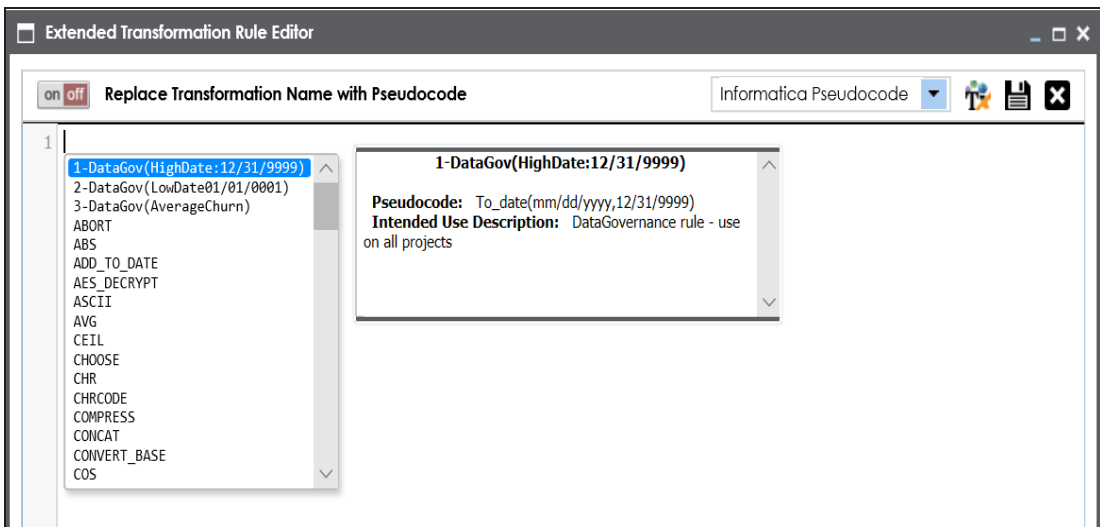 Extended Transformation Rule Editor
on off Replace Transformation Name with Pseudocode Informatica Pseudocode
1
1-DataGov(HighDate:12/31/9999)
2-DataGov(LowDate01/01/0001)
3-DataGov(AverageChurn)
ABORT
ABS
ADD_TO_DATE
AES_DECRYPT
ASCII
AVG
CEIL
CHOOSE
CHR
CHRCODE
COMPRESS
CONCAT
CONVERT_BASE
COS
1-DataGov(HighDate:12/31/9999)
Pseudocode: To_date(mm/dd/yyyy,12/31/9999)
Intended Use Description: DataGovernance rule - use
on all projects